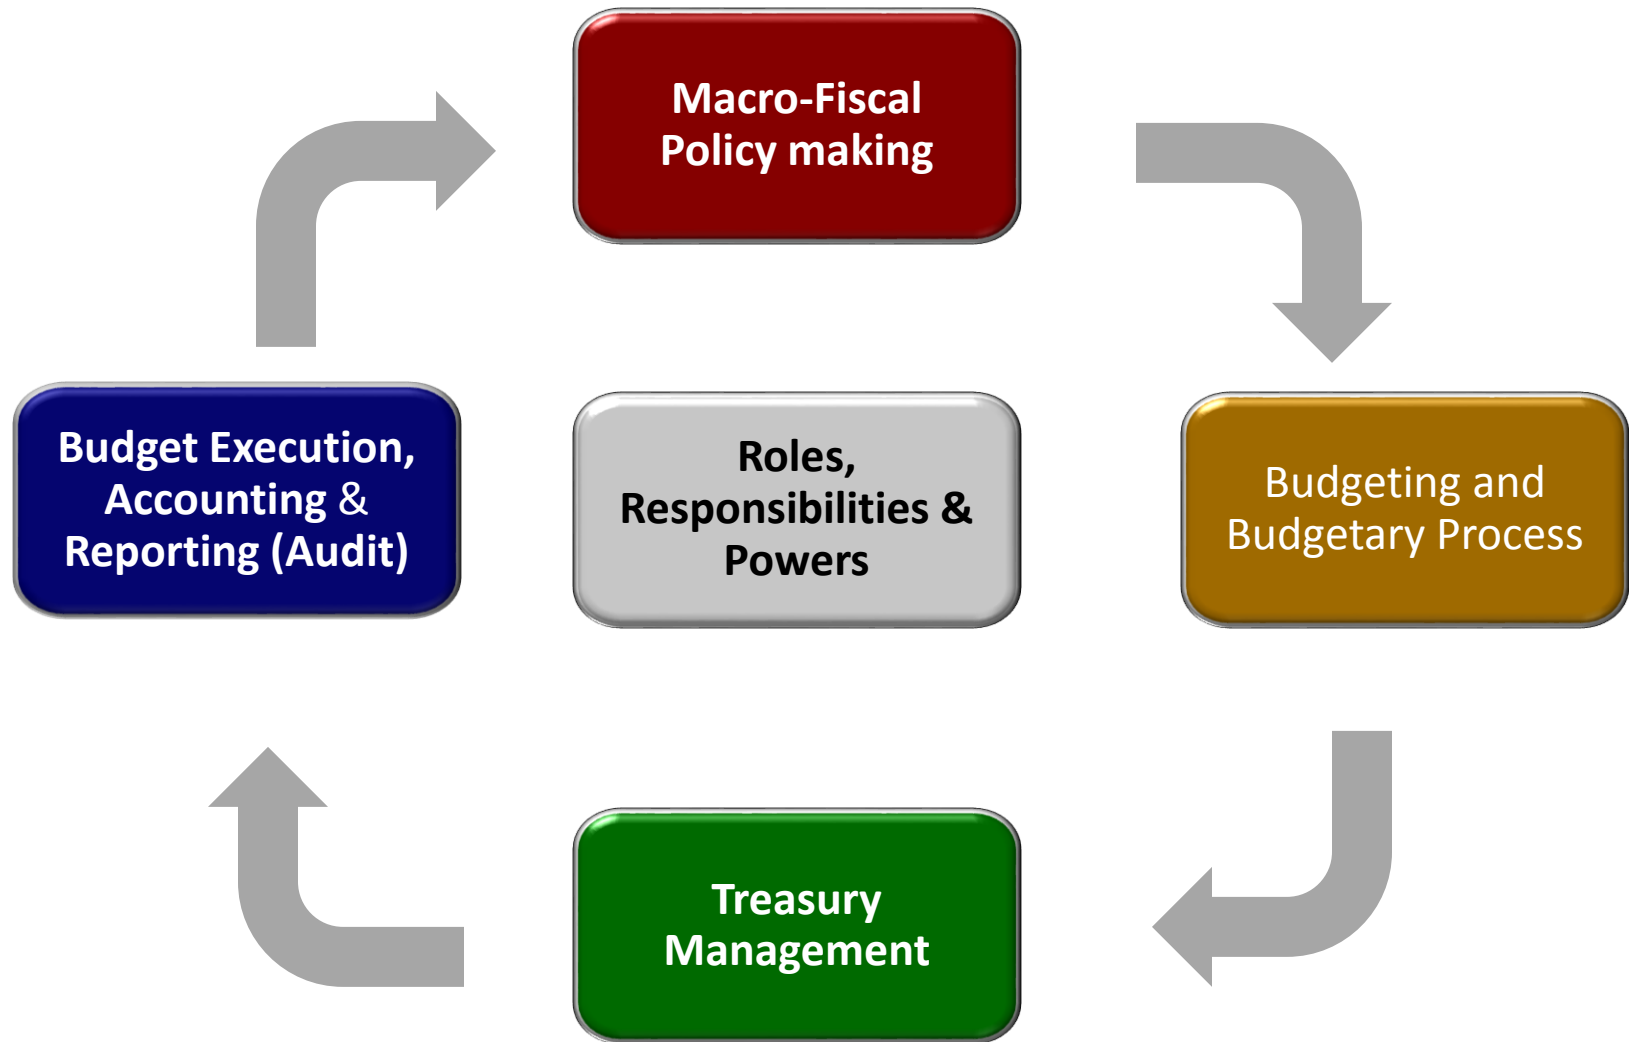 Macro-Fiscal
Policy making
Budget Execution,
Accounting &
Reporting (Audit)
Roles,
Responsibilities &
Powers
Budgeting and
Budgetary Process
Treasury
Management